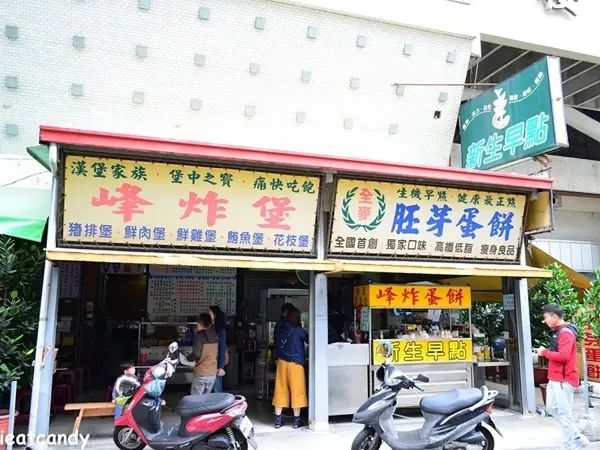 漢堡家族、堡中之寶、痛快吃飽
峰炸堡
豬排堡、鮮肉堡、鮮雞堡、鮪魚堡、花枝堡
生機早點、健康最正點
全麥
胚芽蛋餅
全國首創 獨家口味 高纖低脂 瘦身良品
新生早點
峰炸蛋餅
新生早點
ieatcandy